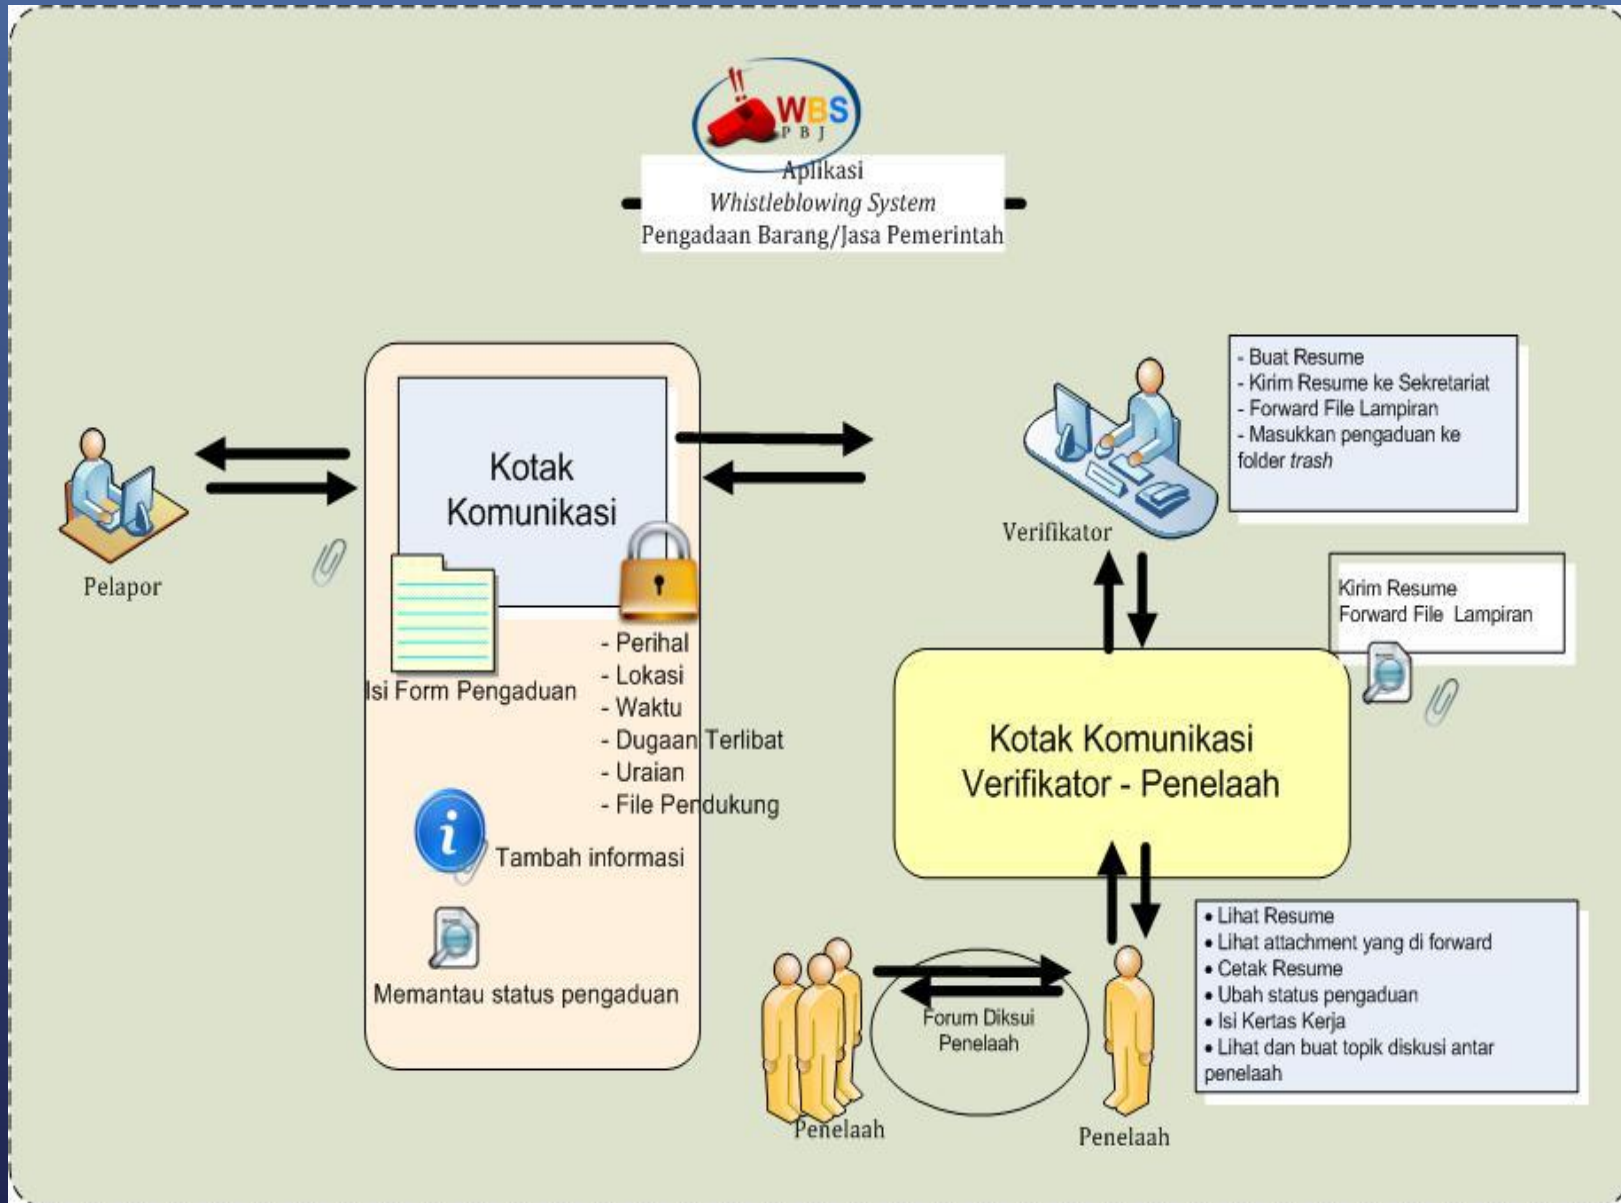 !!
WBS
PBJ
Aplikasi
Whistleblowing System
Pengadaan Barang/Jasa Pemerintah
Pelapor
Kotak
Komunikasi
Isi Form Pengaduan
- Perihal
- Lokasi
- Waktu
- Dugaan Terlibat
- Uraian
- File Pendukung
i
Tambah informasi
Memantau status pengaduan
Verifikator
- Buat Resume
- Kirim Resume ke Sekretariat
- Forward File Lampiran
- Masukkan pengaduan ke
folder trash
Kirim Resume
Forward File Lampiran
Kotak Komunikasi
Verifikator - Penelaah
• Lihat Resume
• Lihat attachment yang di forward
• Cetak Resume
• Ubah status pengaduan
• Isi Kertas Kerja
• Lihat dan buat topik diskusi antar
penelaah
Forum Diksui
Penelaah
Penelaah
Penelaah